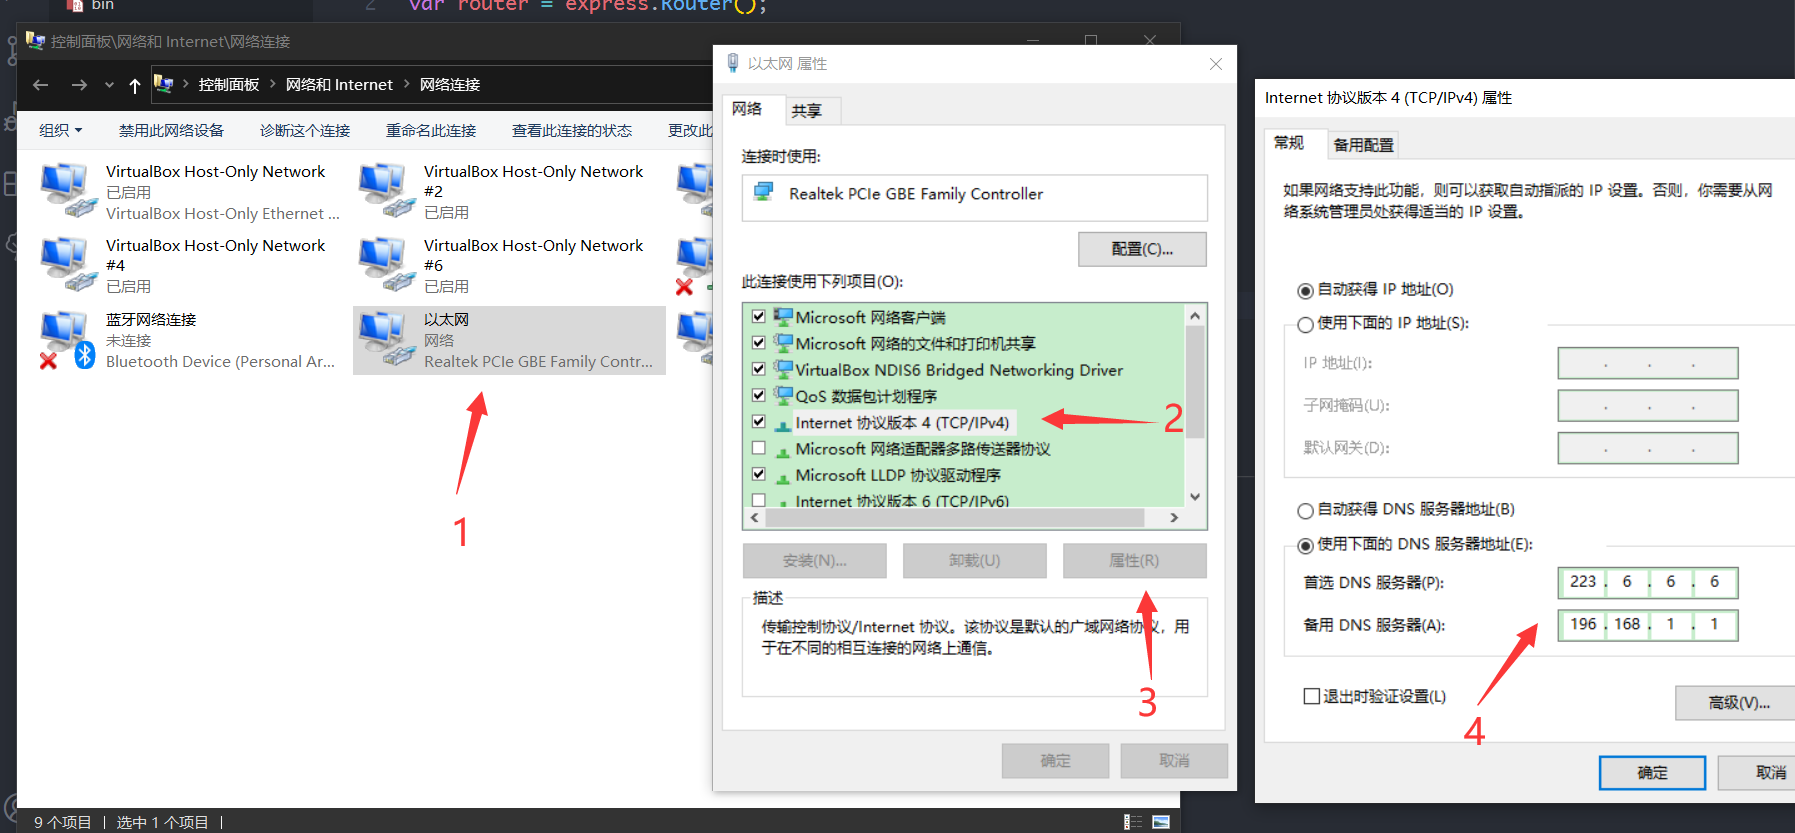 bin
2 var router = express.Router();
控制面板\网络和 Internet\网络连接
控制面板 网络和 Internet 网络连接
组织 禁用此网络设备 诊断这个连接 重命名此连接 查看此连接的状态 更改此
VirtualBox Host-Only Network
已启用
VirtualBox Host-Only Ethernet ...
VirtualBox Host-Only Network
#2
已启用
VirtualBox Host-Only Network
#4
已启用
VirtualBox Host-Only Network
#6
已启用
蓝牙网络连接
未连接
Bluetooth Device (Personal Ar...
以太网
网络
Realtek PCIe GBE Family Contr...
1
9 个项目 选中 1 个项目
以太网 属性
网络 共享
连接时使用:
Realtek PCIe GBE Family Controller
配置(C)...
此连接使用下列项目(O):
Microsoft 网络客户端
Microsoft 网络的文件和打印机共享
VirtualBox NDIS6 Bridged Networking Driver
QoS 数据包计划程序
Internet 协议版本 4 (TCP/IPv4)
Microsoft 网络适配器多路传送器协议
Microsoft LLDP 协议驱动程序
Internet 协议版本 6 (TCP/IPv6)
2
安装(N)... 卸载(U) 属性(R)
描述
传输控制协议/Internet 协议。该协议是默认的广域网络协议，用
于在不同的相互连接的网络上通信。
3
确定 取消
Internet 协议版本 4 (TCP/IPv4) 属性
常规 备用配置
如果网络支持此功能，则可以获取自动指派的 IP 设置。否则，你需要从网
络系统管理员处获得适当的 IP 设置。
自动获得 IP 地址(O)
使用下面的 IP 地址(S):
IP 地址(I): . . .
子网掩码(U): . . .
默认网关(D): . . .
自动获得 DNS 服务器地址(B)
使用下面的 DNS 服务器地址(E):
首选 DNS 服务器(P): 223 . 6 . 6 . 6
备用 DNS 服务器(A): 196 . 168 . 1 . 1
退出时验证设置(L)
高级(V)...
4
确定 取消